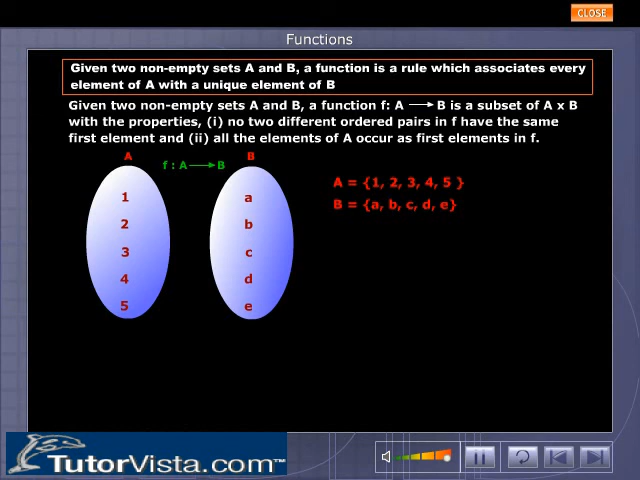 CLOSE
Functions
Given two non-empty sets A and B, a function is a rule which associates every
element of A with a unique element of B
Given two non-empty sets A and B, a function f: A ⟶ B is a subset of A x B
with the properties, (i) no two different ordered pairs in f have the same
first element and (ii) all the elements of A occur as first elements in f.
A B
f : A ⟶ B
A = {1, 2, 3, 4, 5 }
B = {a, b, c, d, e}
1 a
2 b
3 c
4 d
5 e
TutorVista.com™